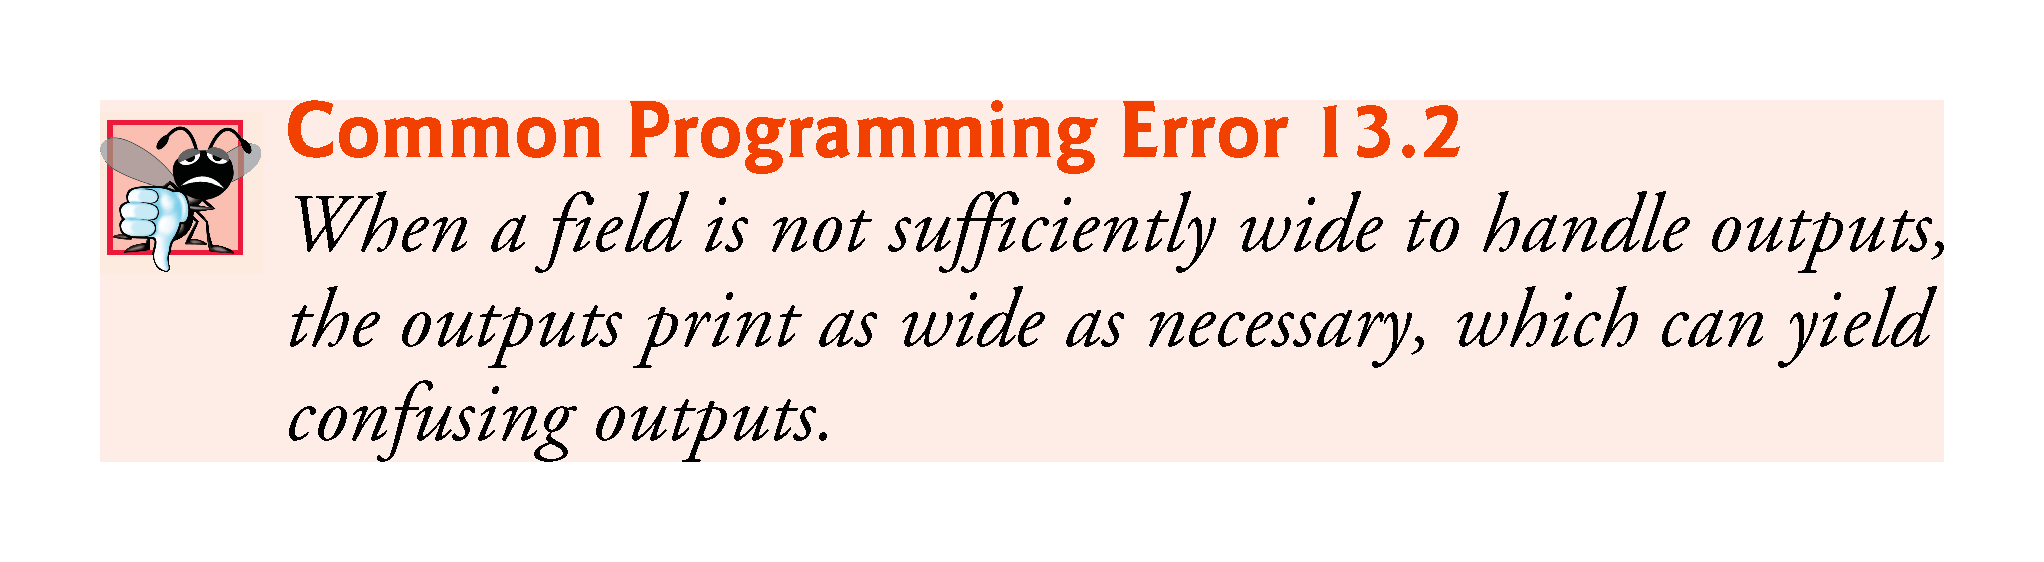 Common Programming Error 13.2
When a field is not sufficiently wide to handle outputs,
the outputs print as wide as necessary, which can yield
confusing outputs.